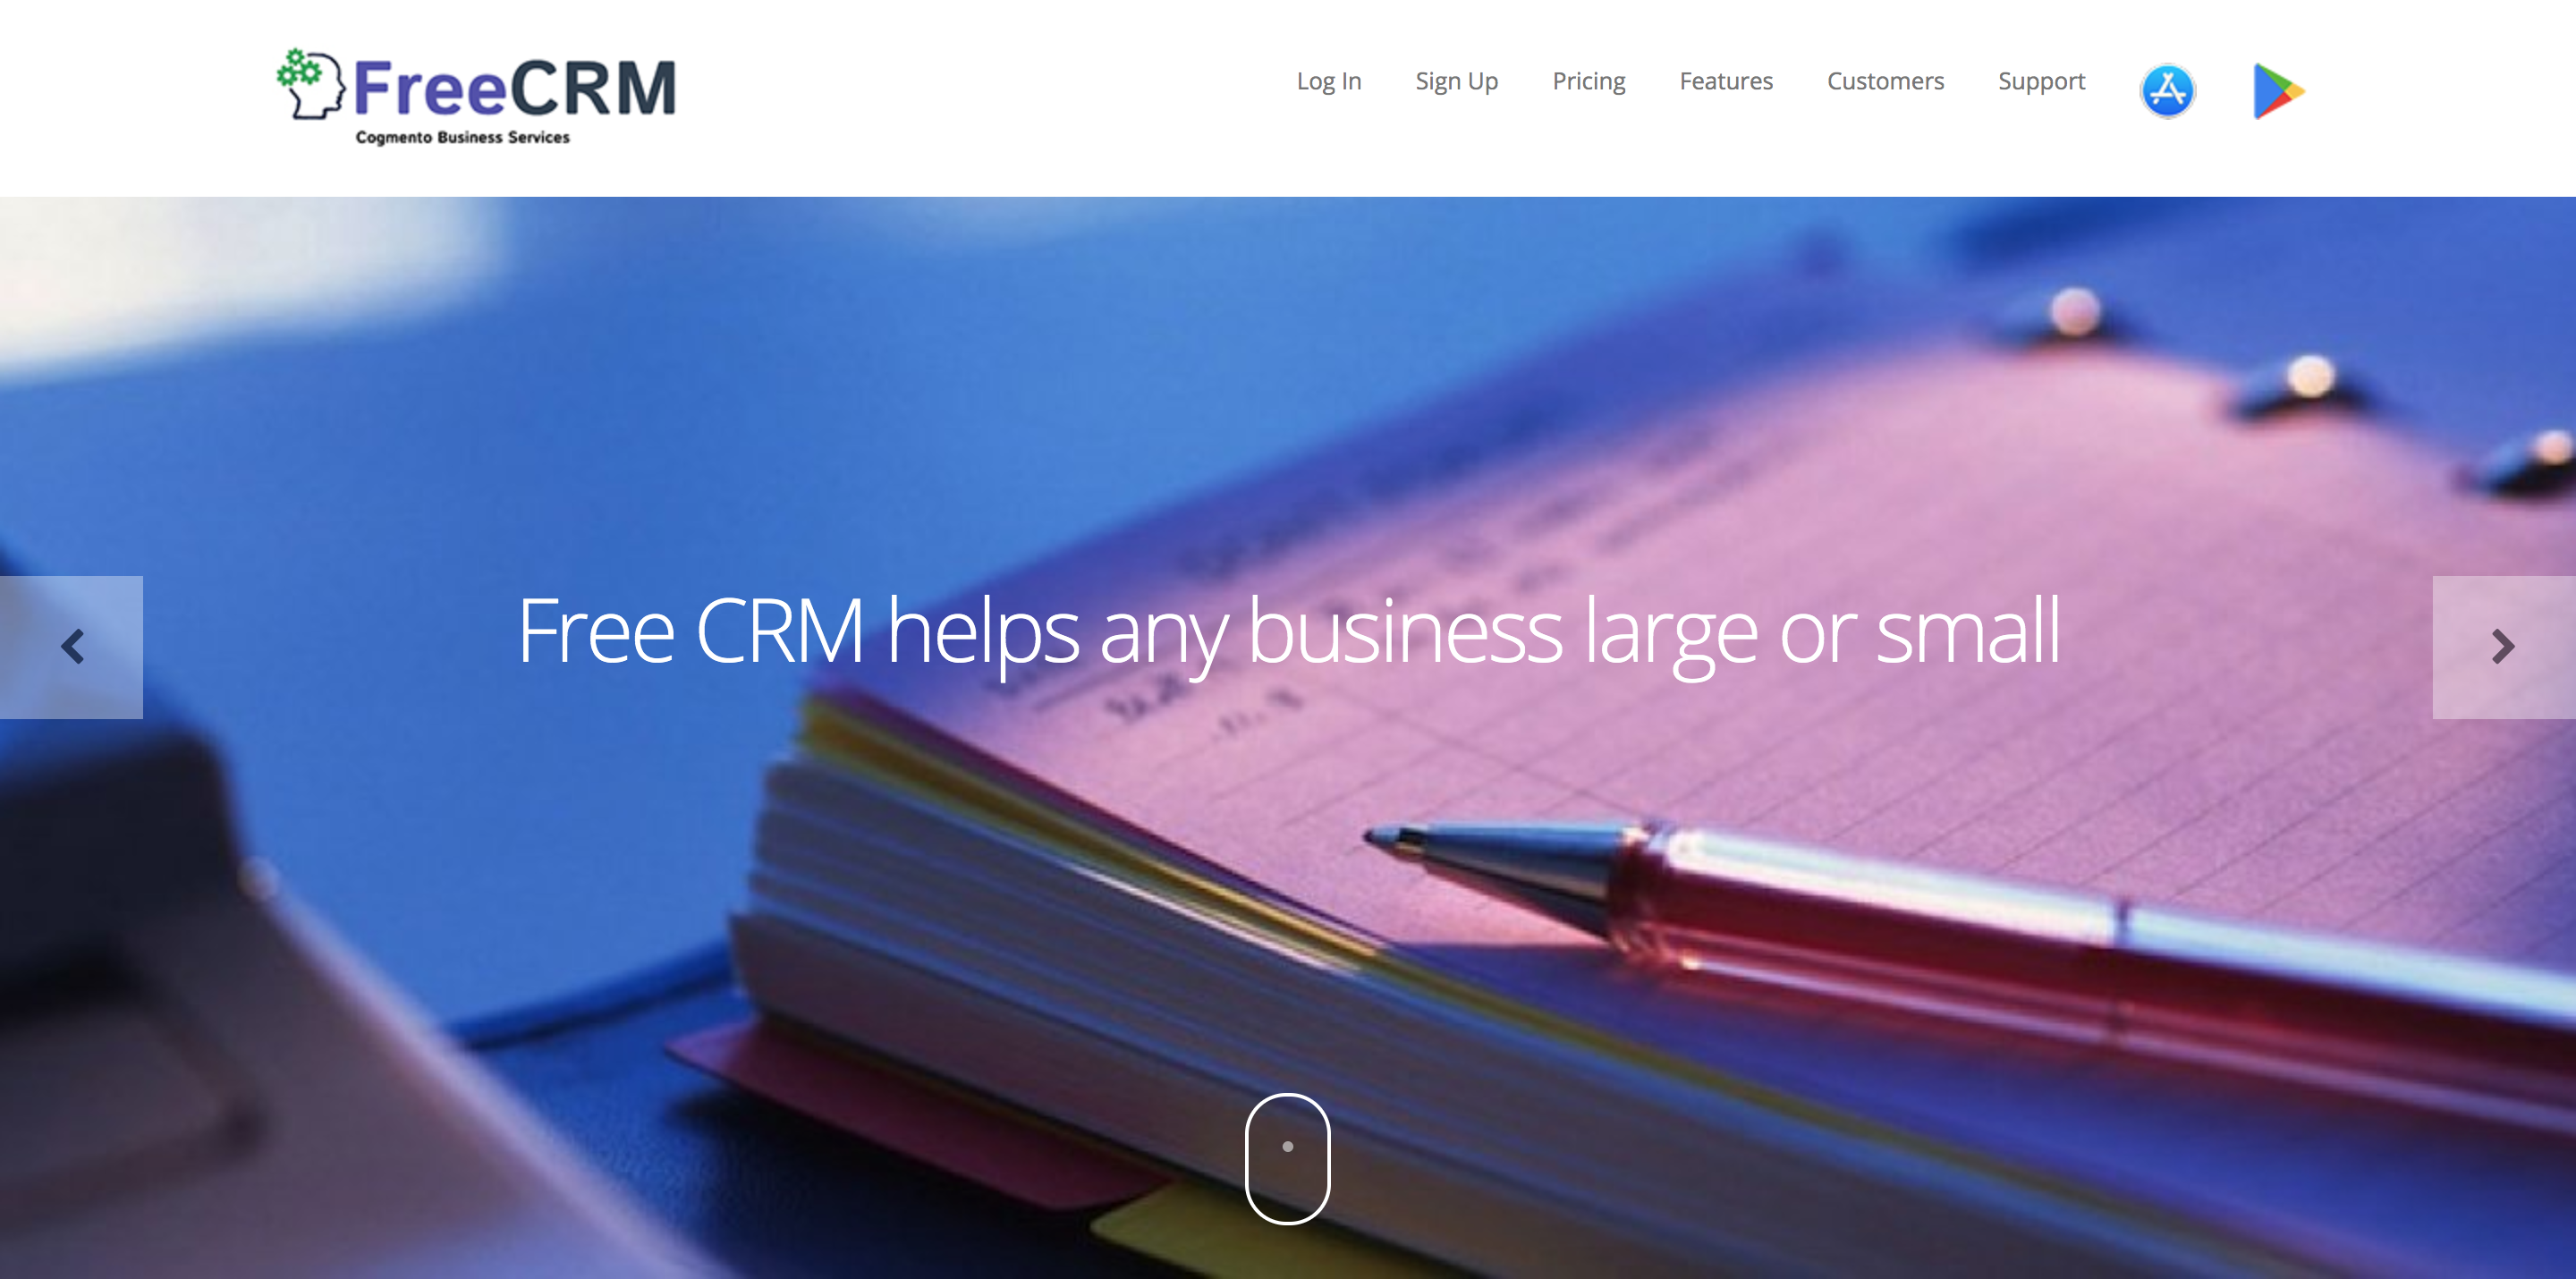 FreeCRM
Cogmento Business Services
Log In
Sign Up
Pricing
Features
Customers
Support
Free CRM helps any business large or small